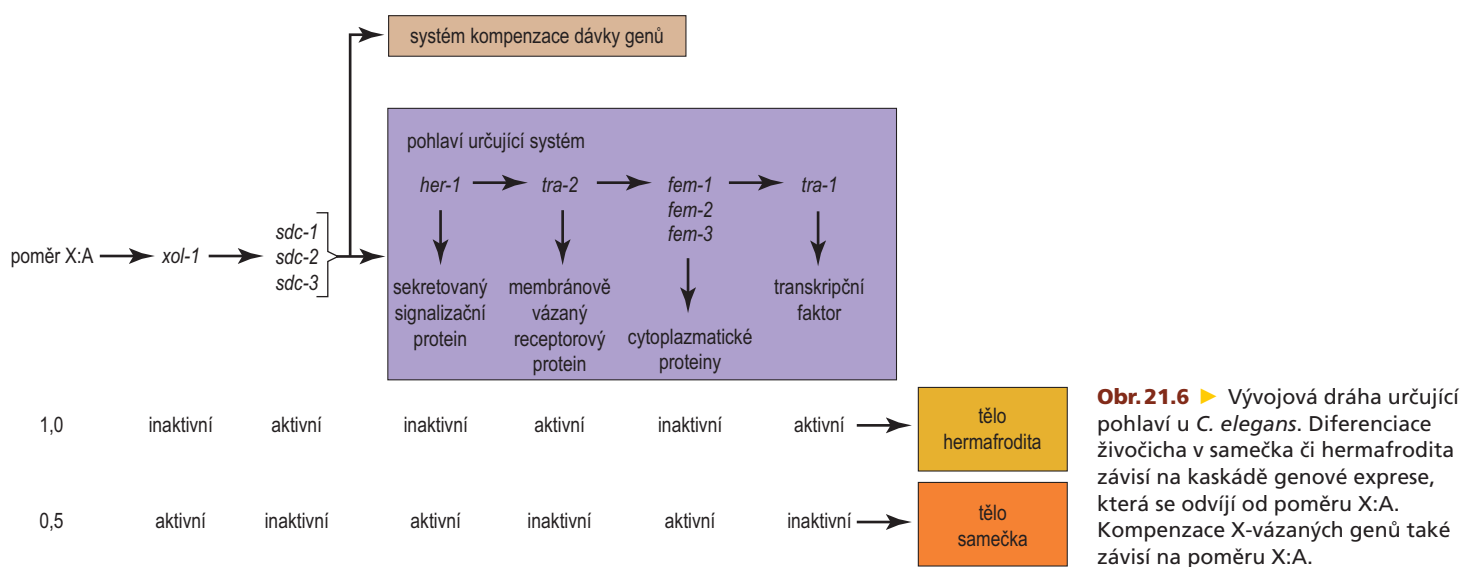 systém kompenzace dávky genů
pohlaví určující systém
her-1 tra-2 fem-1 tra-1
fem-2
fem-3
poměr X:A xol-1 sdc-1
sdc-2
sdc-3
sekretovaný
signalizační
protein
membránově
vázaný
receptorový
protein
cytoplazmatické
proteiny
transkripční
faktor
1,0 inaktivní aktivní inaktivní aktivní inaktivní aktivní
tělo
hermafrodita
0,5 aktivní inaktivní aktivní inaktivní aktivní inaktivní
tělo
samečka
Obr. 21.6 ► Vývojová dráha určující
pohlaví u C. elegans. Diferenciace
živočicha v samečka či hermafrodita
závisí na kaskádě genové exprese,
která se odvíjí od poměru X:A.
Kompenzace X-vázaných genů také
závisí na poměru X:A.